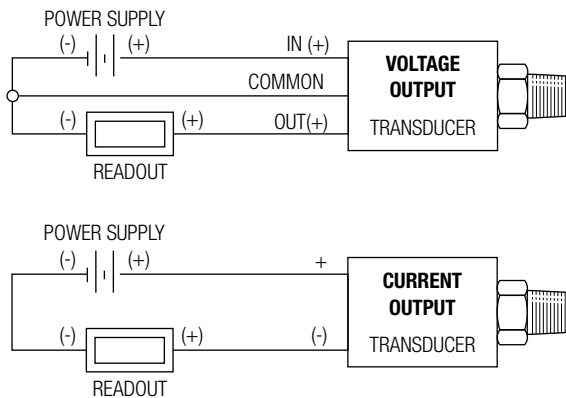 POWER SUPPLY
(-) (+) IN (+)
COMMON
(-) (+) OUT(+)
READOUT
VOLTAGE
OUTPUT
TRANSDUCER
POWER SUPPLY
(-) (+) +
(-) (+) (-)
READOUT
CURRENT
OUTPUT
TRANSDUCER